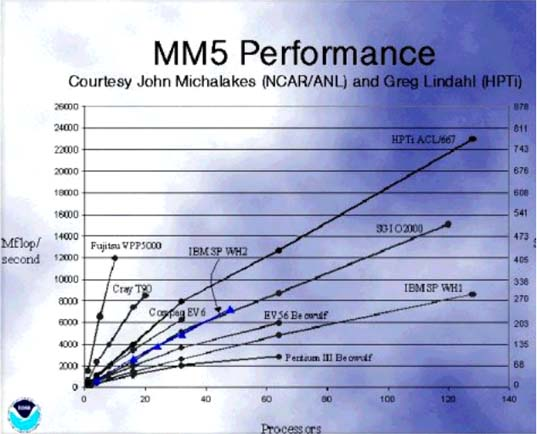 MM5 Performance
Courtesy John Michalakes (NCAR/ANL) and Greg Lindahl (HPTi)
26000
24000
22000
20000
18000
16000
14000
12000
10000
8000
6000
4000
2000
0
Mflop/
second
878
811
743
676
608
541
473
405
336
270
203
135
68
0
HPTi ACL/667
SGI O2000
Fujitsu VPP5000
IBM SP WH2
Cray T90
IBM SP WH1
Compaq EV6
EV56 Beowulf
Pentium III Beowulf
0 20 40 60 80 100 120 140
Processors